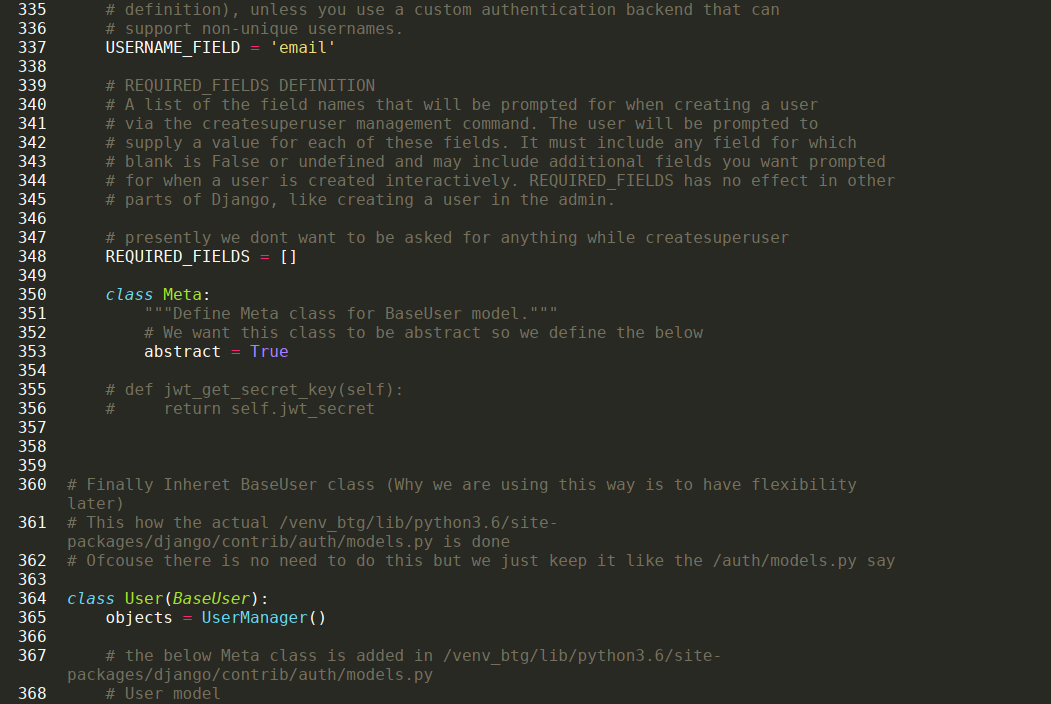 335      # definition), unless you use a custom authentication backend that can
336      # support non-unique usernames.
337      USERNAME_FIELD = 'email'
338
339      # REQUIRED_FIELDS DEFINITION
340      # A list of the field names that will be prompted for when creating a user
341      # via the createsuperuser management command. The user will be prompted to
342      # supply a value for each of these fields. It must include any field for which
343      # blank is False or undefined and may include additional fields you want prompted
344      # for when a user is created interactively. REQUIRED_FIELDS has no effect in other
345      # parts of Django, like creating a user in the admin.
346
347      # presently we dont want to be asked for anything while createsuperuser
348      REQUIRED_FIELDS = []
349
350      class Meta:
351          """Define Meta class for BaseUser model."""
352          # We want this class to be abstract so we define the below
353          abstract = True
354
355      # def jwt_get_secret_key(self):
356      #     return self.jwt_secret
357
358
359
360  # Finally Inheret BaseUser class (Why we are using this way is to have flexibility
     later)
361  # This how the actual /venv_btg/lib/python3.6/site-
     packages/django/contrib/auth/models.py is done
362  # Ofcouse there is no need to do this but we just keep it like the /auth/models.py say
363
364  class User(BaseUser):
365      objects = UserManager()
366
367      # the below Meta class is added in /venv_btg/lib/python3.6/site-
     packages/django/contrib/auth/models.py
368      # User model